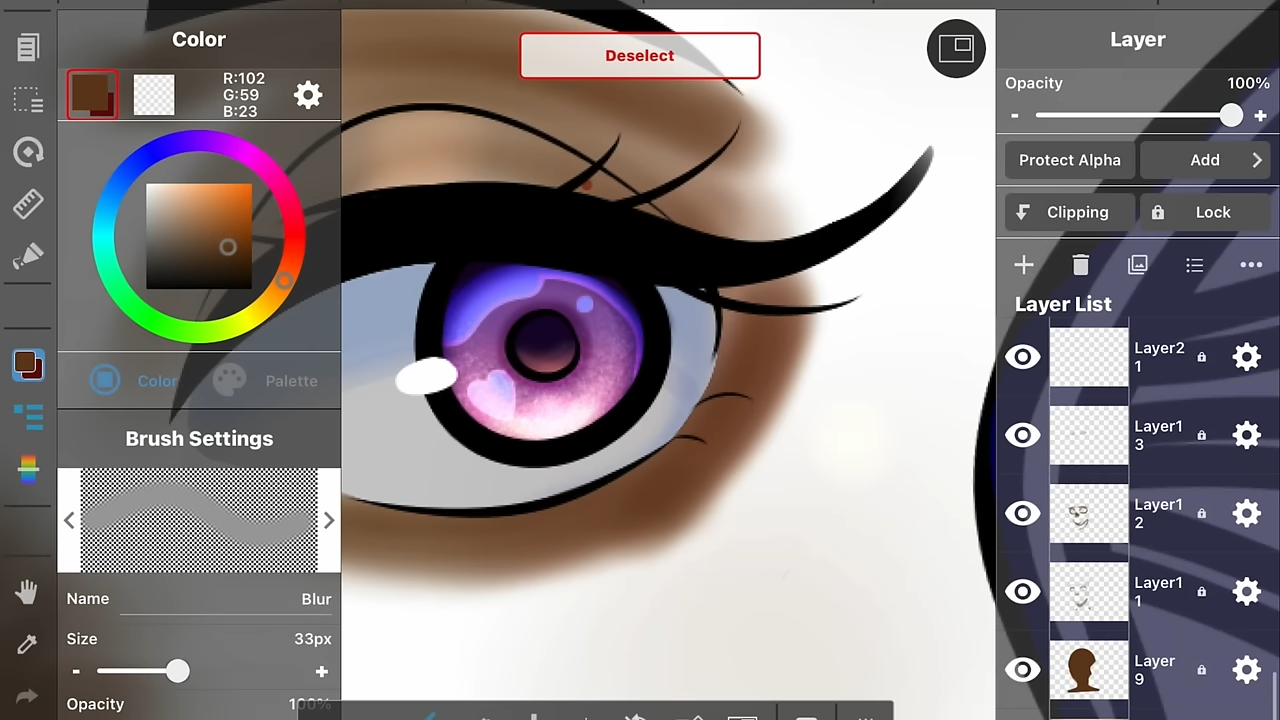 Color
R:102
G:59
B:23
Color
Palette
Brush Settings
Name
Blur
Size
33px
-
+
Opacity
100%
Deselect
Layer
Opacity
100%
-
+
Protect Alpha
Add
Clipping
Lock
Layer List
Layer2
1
Layer1
3
Layer1
2
Layer1
1
Layer
9